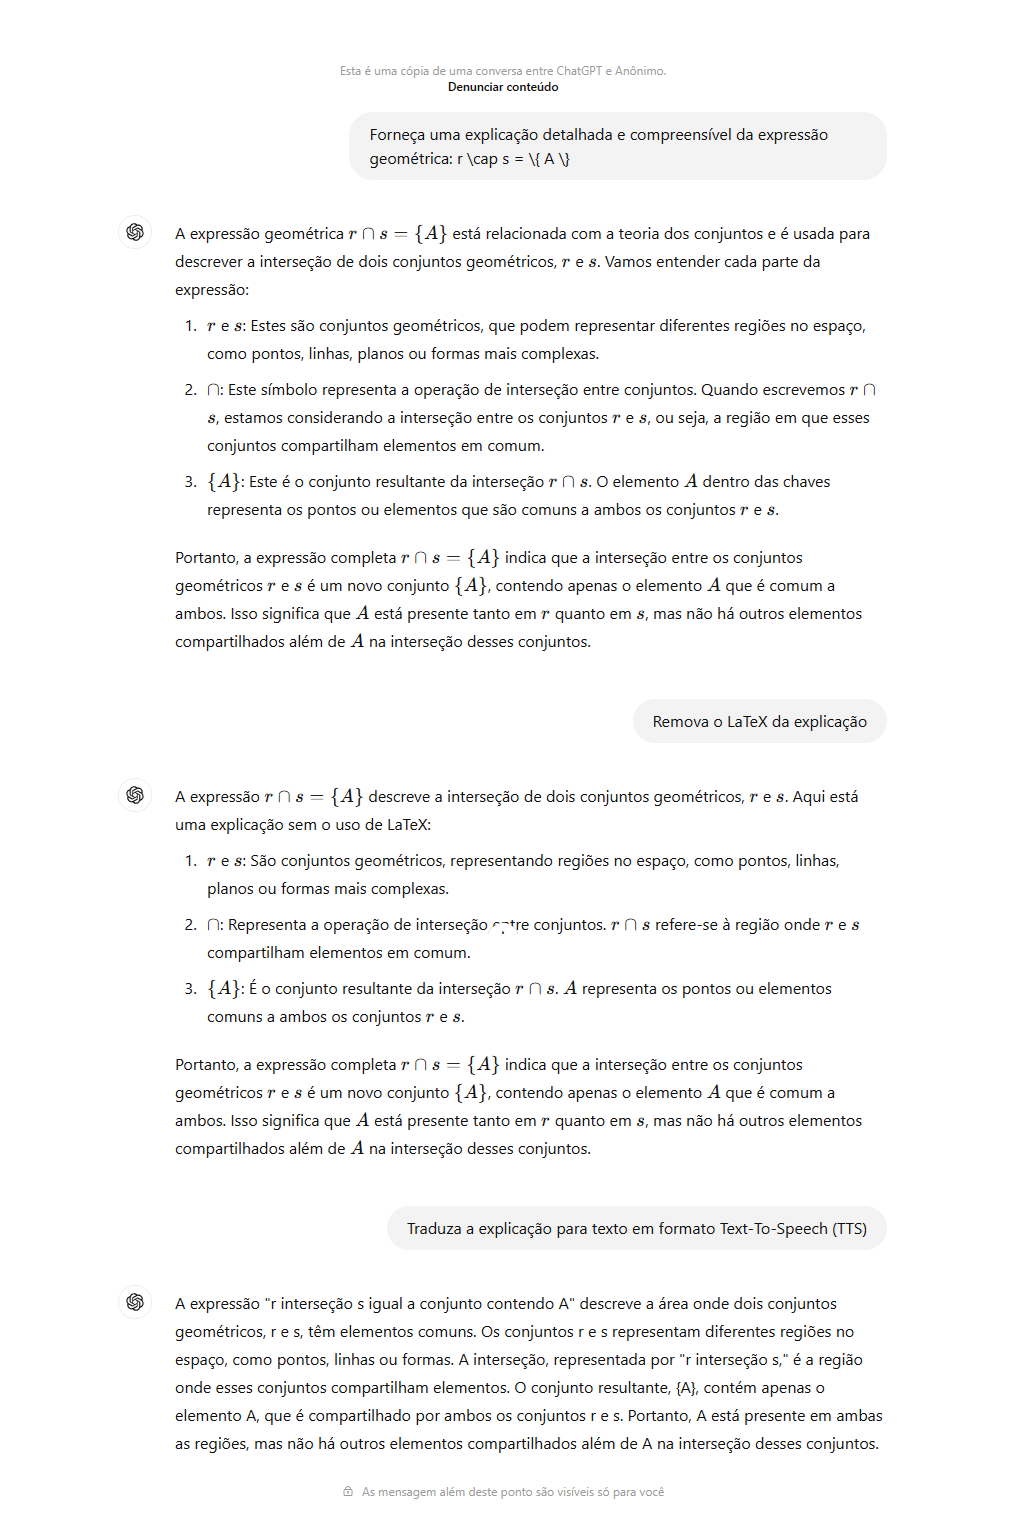 Esta é uma cópia de uma conversa entre ChatGPT e Anônimo.
Denunciar conteúdo
Forneça uma explicação detalhada e compreensível da expressão
geométrica: r \cap s = \{ A \}
A expressão geométrica r ∩ s = {A} está relacionada com a teoria dos conjuntos e é usada para
descrever a interseção de dois conjuntos geométricos, r e s. Vamos entender cada parte da
expressão:
1. r e s: Estes são conjuntos geométricos, que podem representar diferentes regiões no espaço,
como pontos, linhas, planos ou formas mais complexas.
2. ∩: Este símbolo representa a operação de interseção entre conjuntos. Quando escrevemos r ∩
s, estamos considerando a interseção entre os conjuntos r e s, ou seja, a região em que esses
conjuntos compartilham elementos em comum.
3. {A}: Este é o conjunto resultante da interseção r ∩ s. O elemento A dentro das chaves
representa os pontos ou elementos que são comuns a ambos os conjuntos r e s.
Portanto, a expressão completa r ∩ s = {A} indica que a interseção entre os conjuntos
geométricos r e s é um novo conjunto {A}, contendo apenas o elemento A que é comum a
ambos. Isso significa que A está presente tanto em r quanto em s, mas não há outros elementos
compartilhados além de A na interseção desses conjuntos.
Remova o LaTeX da explicação
A expressão r ∩ s = {A} descreve a interseção de dois conjuntos geométricos, r e s. Aqui está
uma explicação sem o uso de LaTeX:
1. r e s: São conjuntos geométricos, representando regiões no espaço, como pontos, linhas,
planos ou formas mais complexas.
2. ∩: Representa a operação de interseção entre conjuntos. r ∩ s refere-se à região onde r e s
compartilham elementos em comum.
3. {A}: É o conjunto resultante da interseção r ∩ s. A representa os pontos ou elementos
comuns a ambos os conjuntos r e s.
Portanto, a expressão completa r ∩ s = {A} indica que a interseção entre os conjuntos
geométricos r e s é um novo conjunto {A}, contendo apenas o elemento A que é comum a
ambos. Isso significa que A está presente tanto em r quanto em s, mas não há outros elementos
compartilhados além de A na interseção desses conjuntos.
Traduza a explicação para texto em formato Text-To-Speech (TTS)
A expressão "r interseção s igual a conjunto contendo A" descreve a área onde dois conjuntos
geométricos, r e s, têm elementos comuns. Os conjuntos r e s representam diferentes regiões no
espaço, como pontos, linhas ou formas. A interseção, representada por "r interseção s," é a região
onde esses conjuntos compartilham elementos. O conjunto resultante, {A}, contém apenas o
elemento A, que é compartilhado por ambos os conjuntos r e s. Portanto, A está presente em ambas
as regiões, mas não há outros elementos compartilhados além de A na interseção desses conjuntos.
As mensagem além deste ponto são visíveis só para você